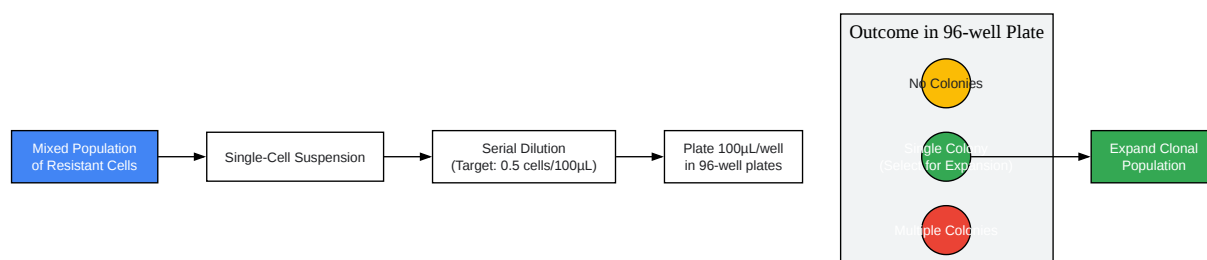 Mixed Population
of Resistant Cells
Single-Cell Suspension
Serial Dilution
(Target: 0.5 cells/100µL)
Plate 100µL/well
in 96-well plates
Outcome in 96-well Plate
No Colonies
Single Colony
(Select for Expansion)
Multiple Colonies
Expand Clonal
Population